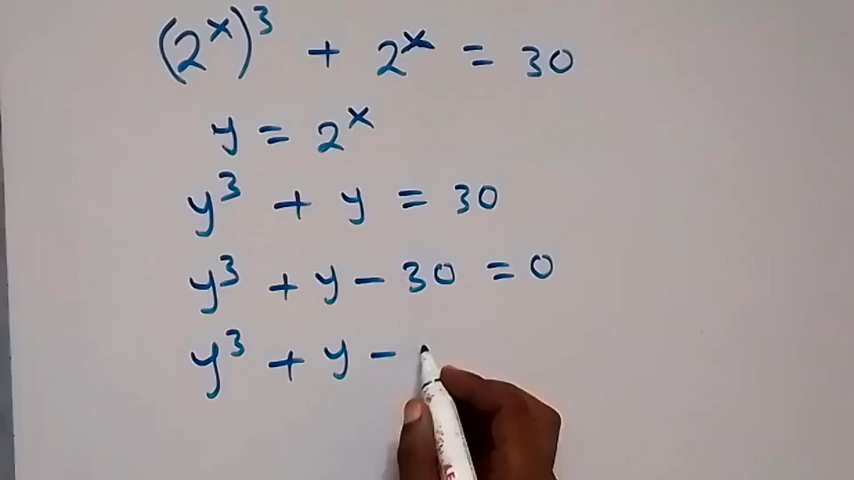 (2^x)^3 + 2^x = 30
y = 2^x
y^3 + y = 30
y^3 + y - 30 = 0
y^3 + y -